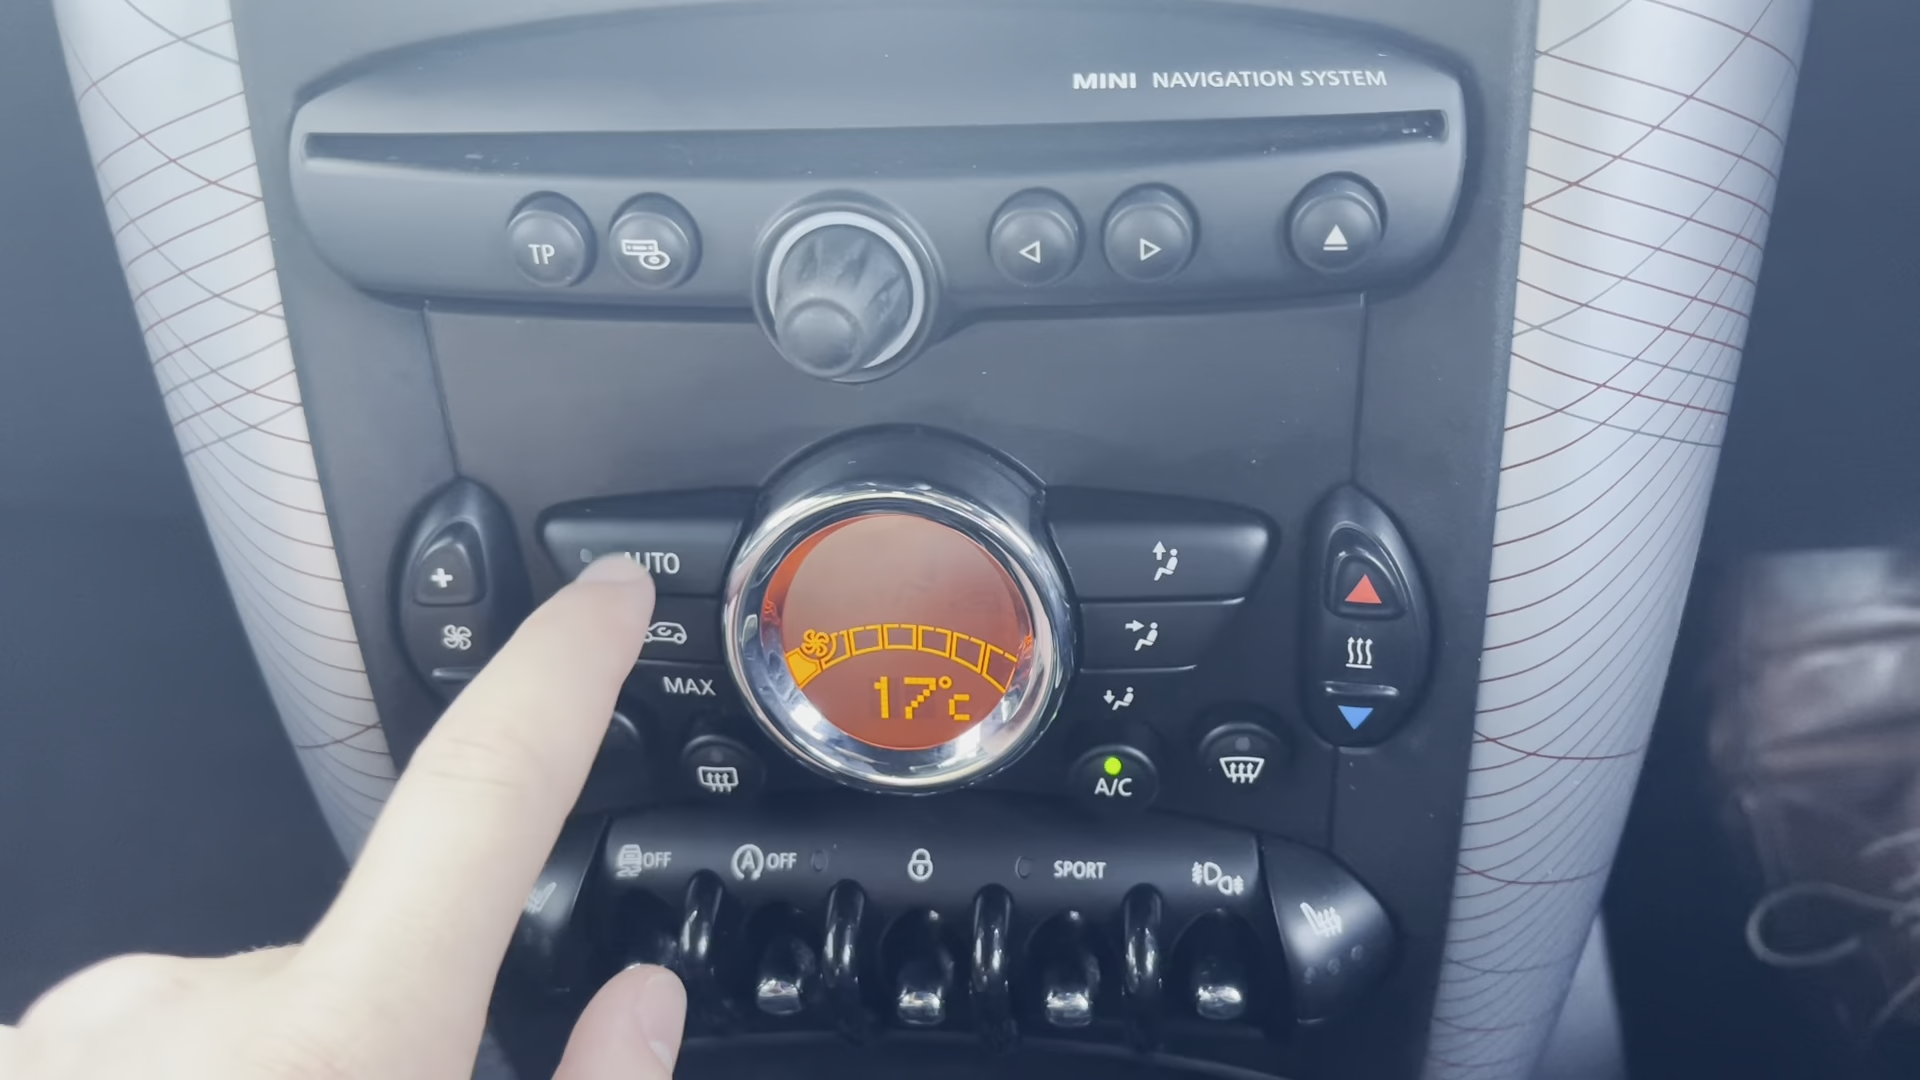 MINI NAVIGATION SYSTEM
TP
AUTO
MAX
17°C
A/C
OFF
A OFF
SPORT